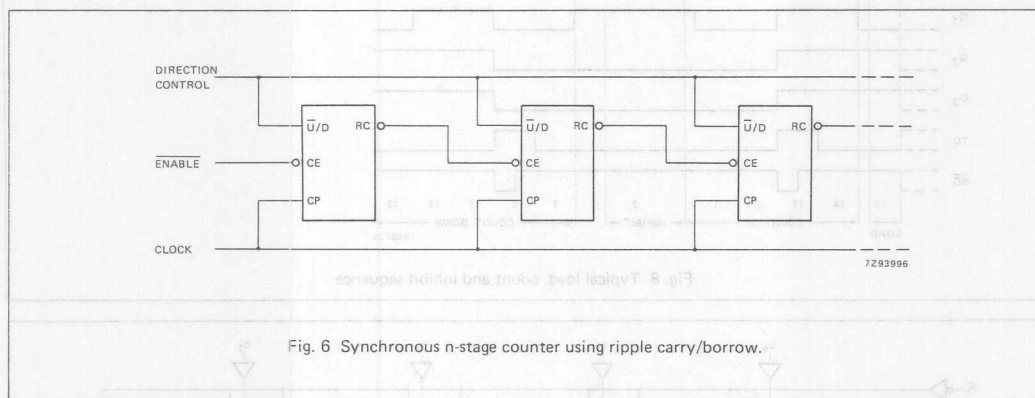 DIRECTION
CONTROL
U̅/D RC U̅/D RC U̅/D RC
E̅N̅A̅B̅L̅E̅ CE CE CE
CP CP CP
CLOCK
7Z93996
Fig. 8 Typical load, count and inhibit sequence.
Fig. 6 Synchronous n-stage counter using ripple carry/borrow.